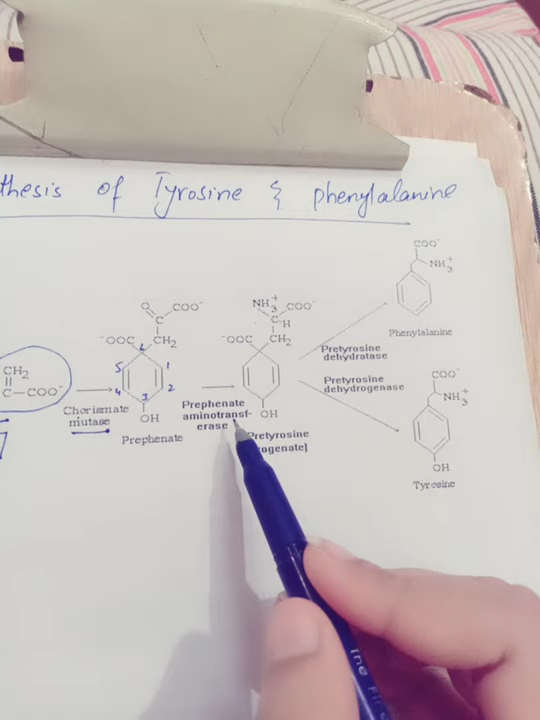 thesis of Tyrosine & phenylalanine
COO⁻
NH₃⁺
Phenylalanine
O
C
COO⁻
CH₂
⁻OOC
6
5
1
4
2
3
OH
Prephenate
NH₃⁺
COO⁻
C
H
CH₂
⁻OOC
OH
Pretyrosine
rogenate]
CH₂
C
COO⁻
Chorismate
mutase
Prephenate
aminotransf-
erase
Pretyrosine
dehydratase
Pretyrosine
dehydrogenase
COO⁻
NH₃⁺
OH
Tyrosine